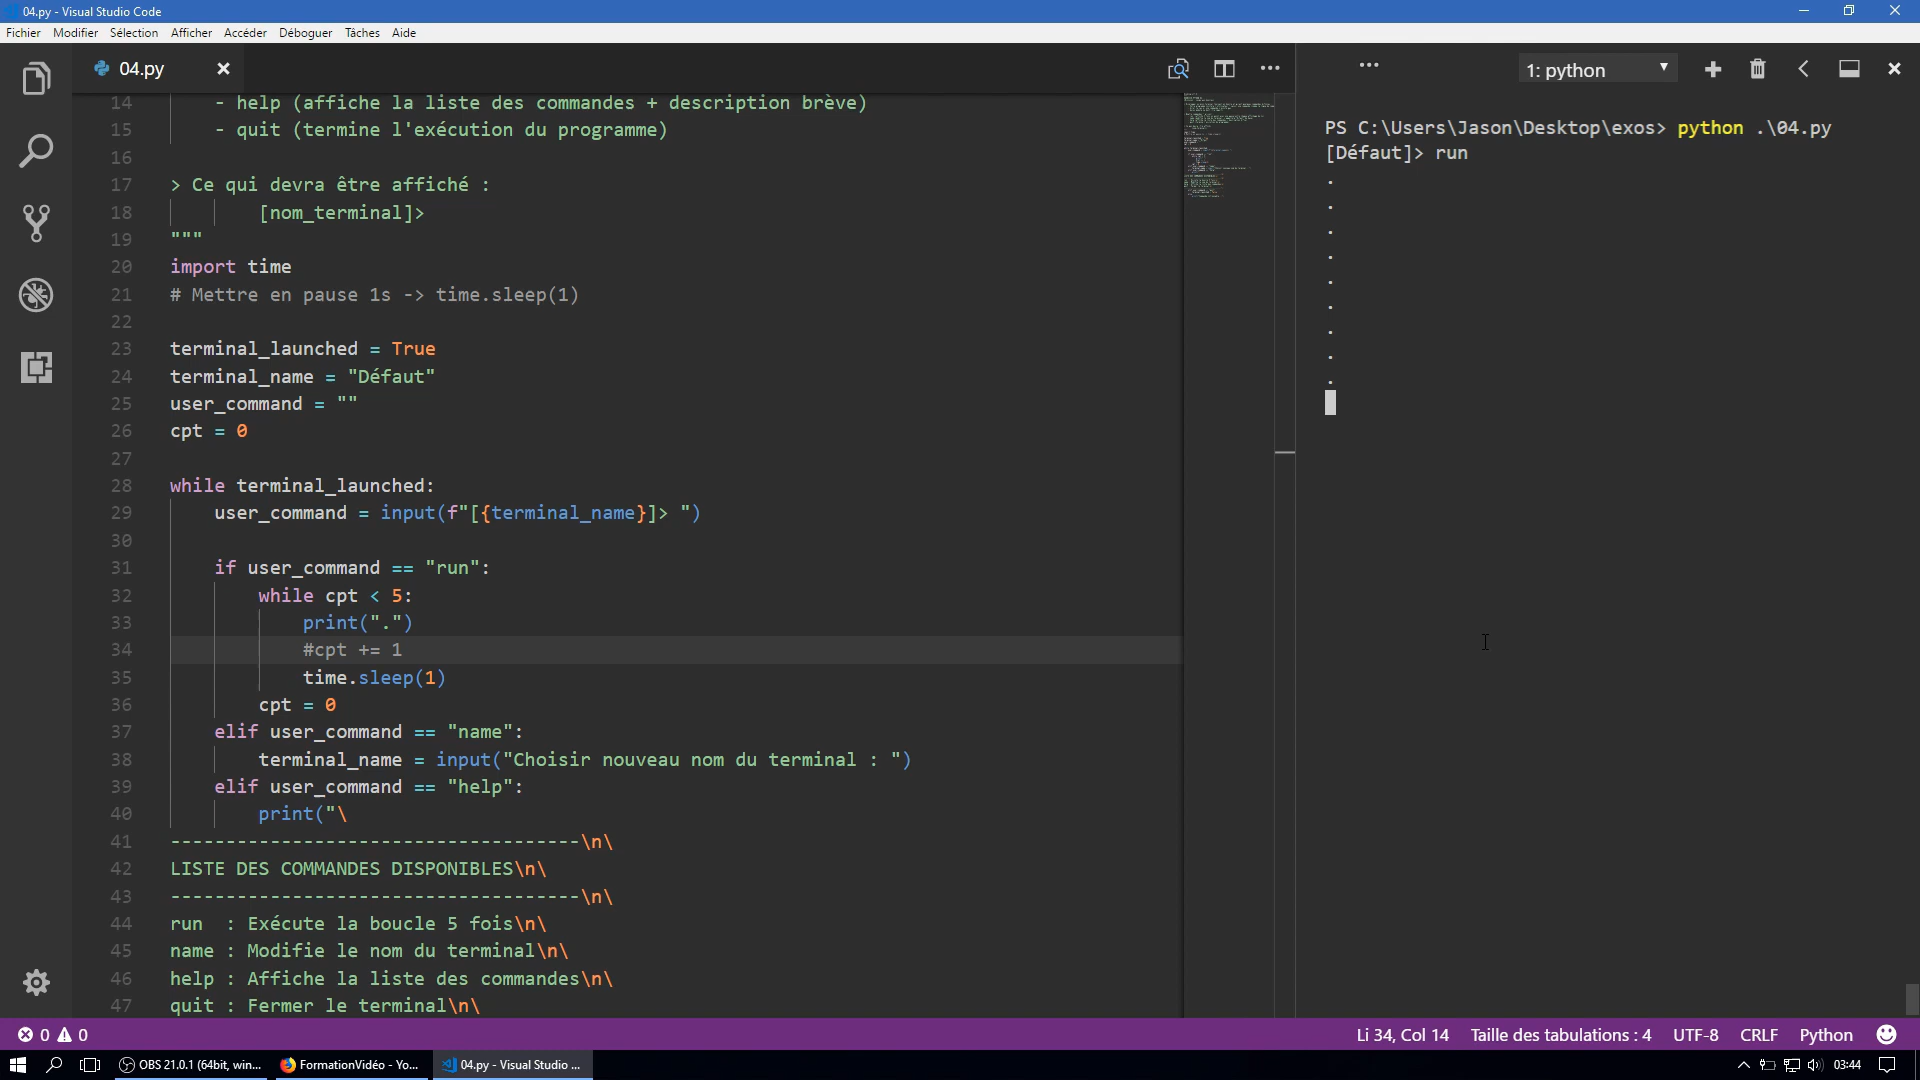 04.py - Visual Studio Code
Fichier Modifier Sélection Afficher Accéder Déboguer Tâches Aide
04.py
1: python
14 - help (affiche la liste des commandes + description brève)
15 - quit (termine l'exécution du programme)
16
17 > Ce qui devra être affiché :
18 [nom_terminal]>
19 """
20 import time
21 # Mettre en pause 1s -> time.sleep(1)
22
23 terminal_launched = True
24 terminal_name = "Défaut"
25 user_command = ""
26 cpt = 0
27
28 while terminal_launched:
29 user_command = input(f"[{terminal_name}]> ")
30
31 if user_command == "run":
32 while cpt < 5:
33 print(".")
34 #cpt += 1
35 time.sleep(1)
36 cpt = 0
37 elif user_command == "name":
38 terminal_name = input("Choisir nouveau nom du terminal : ")
39 elif user_command == "help":
40 print("\
41 -------------------------------------\n\
42 LISTE DES COMMANDES DISPONIBLES\n\
43 -------------------------------------\n\
44 run  : Exécute la boucle 5 fois\n\
45 name : Modifie le nom du terminal\n\
46 help : Affiche la liste des commandes\n\
47 quit : Fermer le terminal\n\
PS C:\Users\Jason\Desktop\exos> python .\04.py
[Défaut]> run
.
.
.
.
.
.
.
.
.
0 0
Li 34, Col 14 Taille des tabulations : 4 UTF-8 CRLF Python
OBS 21.0.1 (64bit, win... FormationVidéo - Yo... 04.py - Visual Studio ... 03:44